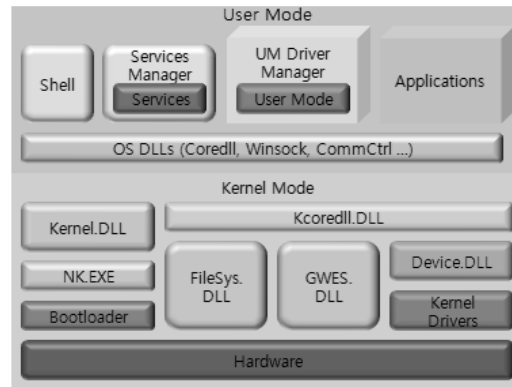 User Mode
Shell
Services
Manager
Services
UM Driver
Manager
User Mode
Applications
OS DLLs (Coredll, Winsock, CommCtrl ...)
Kernel Mode
Kernel.DLL
Kcoredll.DLL
NK.EXE
FileSys.
DLL
GWES.
DLL
Device.DLL
Bootloader
Kernel
Drivers
Hardware